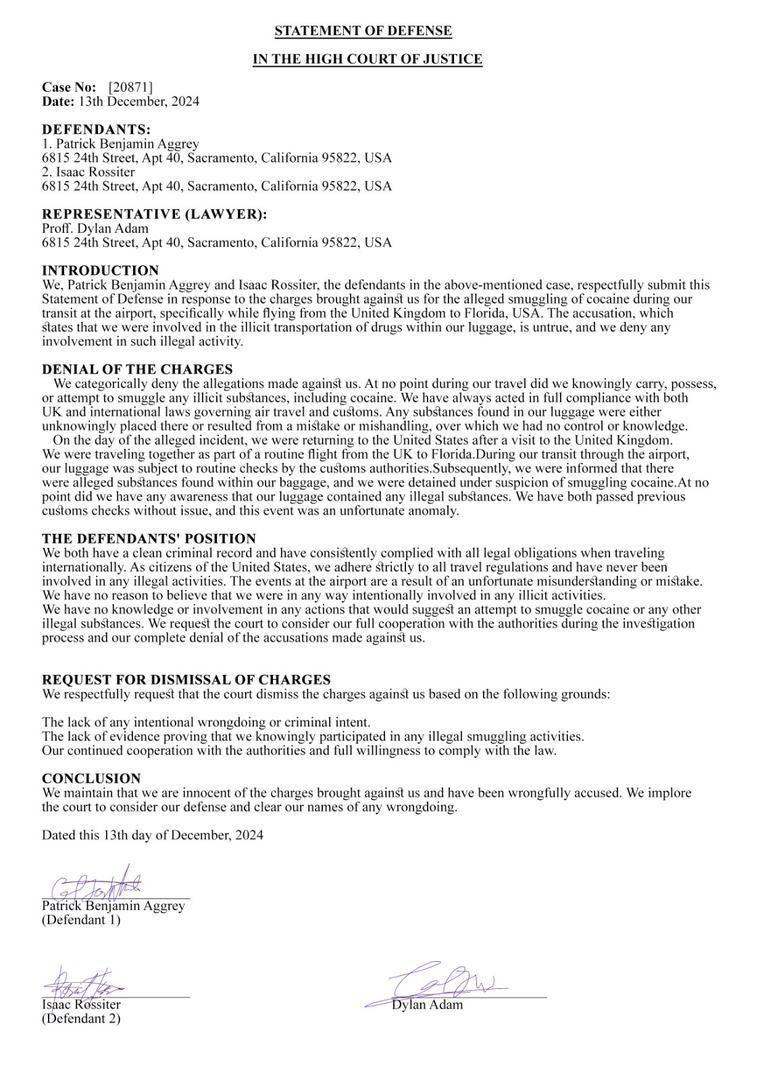 STATEMENT OF DEFENSE
IN THE HIGH COURT OF JUSTICE
Case No: [20871]
Date: 13th December, 2024
DEFENDANTS:
1. Patrick Benjamin Aggrey
6815 24th Street, Apt 40, Sacramento, California 95822, USA
2. Isaac Rossiter
6815 24th Street, Apt 40, Sacramento, California 95822, USA
REPRESENTATIVE (LAWYER):
Proff. Dylan Adam
6815 24th Street, Apt 40, Sacramento, California 95822, USA
INTRODUCTION
We, Patrick Benjamin Aggrey and Isaac Rossiter, the defendants in the above-mentioned case, respectfully submit this
Statement of Defense in response to the charges brought against us for the alleged smuggling of cocaine during our
transit at the airport, specifically while flying from the United Kingdom to Florida, USA. The accusation, which
states that we were involved in the illicit transportation of drugs within our luggage, is untrue, and we deny any
involvement in such illegal activity.
DENIAL OF THE CHARGES
We categorically deny the allegations made against us. At no point during our travel did we knowingly carry, possess,
or attempt to smuggle any illicit substances, including cocaine. We have always acted in full compliance with both
UK and international laws governing air travel and customs. Any substances found in our luggage were either
unknowingly placed there or resulted from a mistake or mishandling, over which we had no control or knowledge.
On the day of the alleged incident, we were returning to the United States after a visit to the United Kingdom.
We were traveling together as part of a routine flight from the UK to Florida.During our transit through the airport,
our luggage was subject to routine checks by the customs authorities.Subsequently, we were informed that there
were alleged substances found within our baggage, and we were detained under suspicion of smuggling cocaine.At no
point did we have any awareness that our luggage contained any illegal substances. We have both passed previous
customs checks without issue, and this event was an unfortunate anomaly.
THE DEFENDANTS' POSITION
We both have a clean criminal record and have consistently complied with all legal obligations when traveling
internationally. As citizens of the United States, we adhere strictly to all travel regulations and have never been
involved in any illegal activities. The events at the airport are a result of an unfortunate misunderstanding or mistake.
We have no reason to believe that we were in any way intentionally involved in any illicit activities.
We have no knowledge or involvement in any actions that would suggest an attempt to smuggle cocaine or any other
illegal substances. We request the court to consider our full cooperation with the authorities during the investigation
process and our complete denial of the accusations made against us.
REQUEST FOR DISMISSAL OF CHARGES
We respectfully request that the court dismiss the charges against us based on the following grounds:
The lack of any intentional wrongdoing or criminal intent.
The lack of evidence proving that we knowingly participated in any illegal smuggling activities.
Our continued cooperation with the authorities and full willingness to comply with the law.
CONCLUSION
We maintain that we are innocent of the charges brought against us and have been wrongfully accused. We implore
the court to consider our defense and clear our names of any wrongdoing.
Dated this 13th day of December, 2024
Patrick Benjamin Aggrey
(Defendant 1)
Isaac Rossiter
(Defendant 2)
Dylan Adam